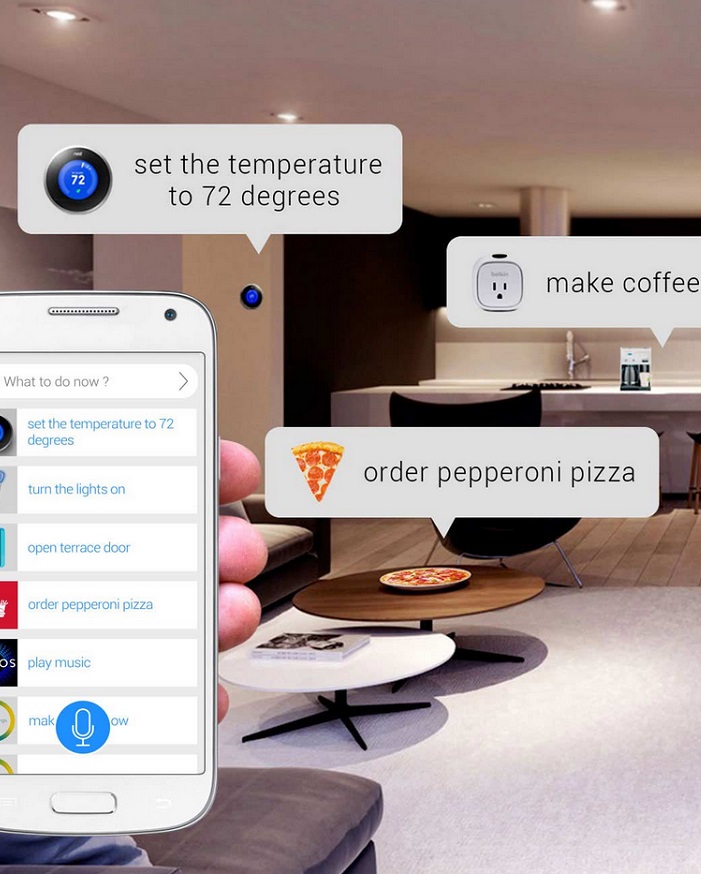 set the temperature
to 72 degrees
72
belkin
make coffee
What to do now ?
set the temperature to 72
degrees
order pepperoni pizza
turn the lights on
open terrace door
order pepperoni pizza
play music
OS
mak
ow